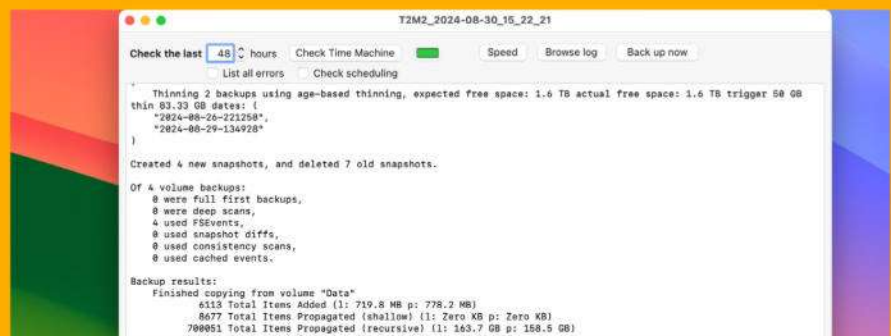 T2M2_2024-08-30_15_22_21
Check the last 48 hours Check Time Machine Speed Browse log Back up now
List all errors Check scheduling
Thinning 2 backups using age-based thinning, expected free space: 1.6 TB actual free space: 1.6 TB trigger 50 GB
thin 83.33 GB dates: (
"2024-08-26-221250",
"2024-08-29-134928"
)
Created 4 new snapshots, and deleted 7 old snapshots.
Of 4 volume backups:
0 were full first backups,
0 were deep scans,
4 used FSEvents,
0 used snapshot diffs,
0 used consistency scans,
0 used cached events.
Backup results:
Finished copying from volume "Data"
6113 Total Items Added (l: 719.8 MB p: 778.2 MB)
8677 Total Items Propagated (shallow) (l: Zero KB p: Zero KB)
700051 Total Items Propagated (recursive) (l: 163.7 GB p: 158.5 GB)